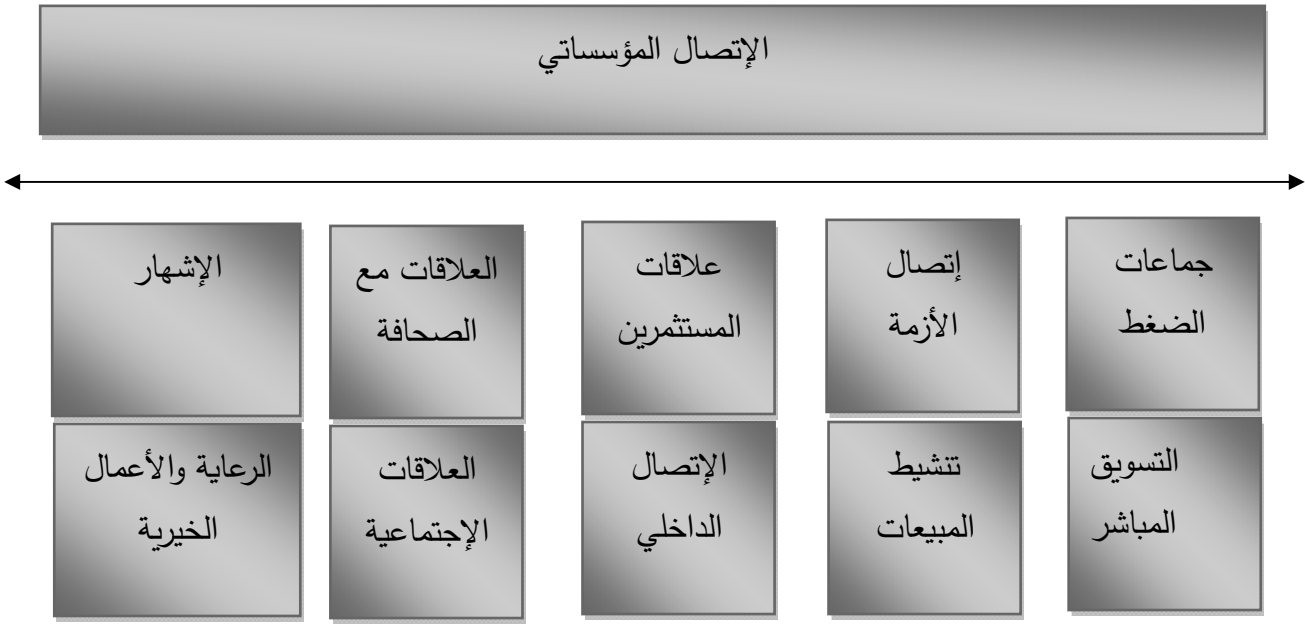 الإتصال المؤسساتي
جماعات
الضغط
إتصال
الأزمة
علاقات
المستثمرين
العلاقات مع
الصحافة
الإشهار
التسويق
المباشر
تنشيط
المبيعات
الإتصال
الداخلي
العلاقات
الإجتماعية
الرعاية والأعمال
الخيرية